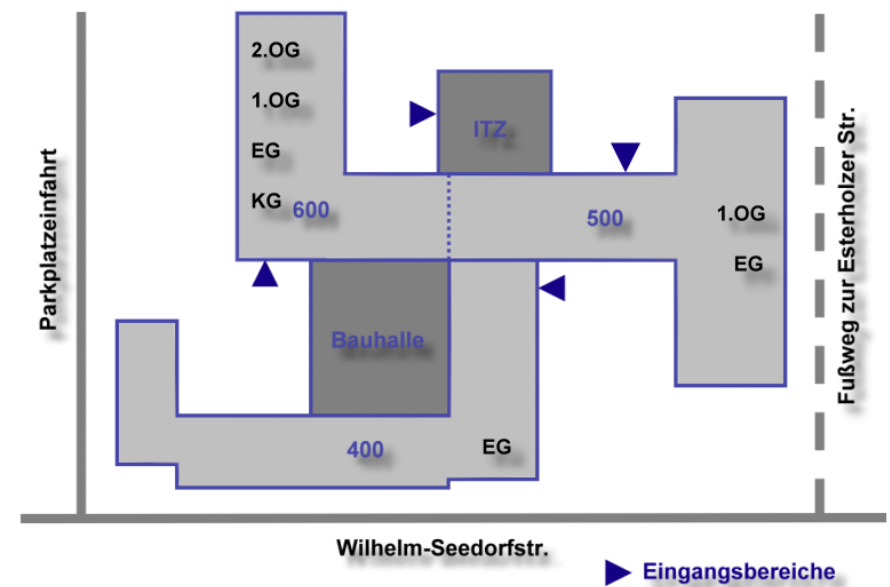 2.OG
1.OG
EG
KG
600
ITZ
500
1.OG
EG
Parkplatzeinfahrt
Fußweg zur Esterholzer Str.
Bauhalle
400
EG
Wilhelm-Seedorfstr.
Eingangsbereiche